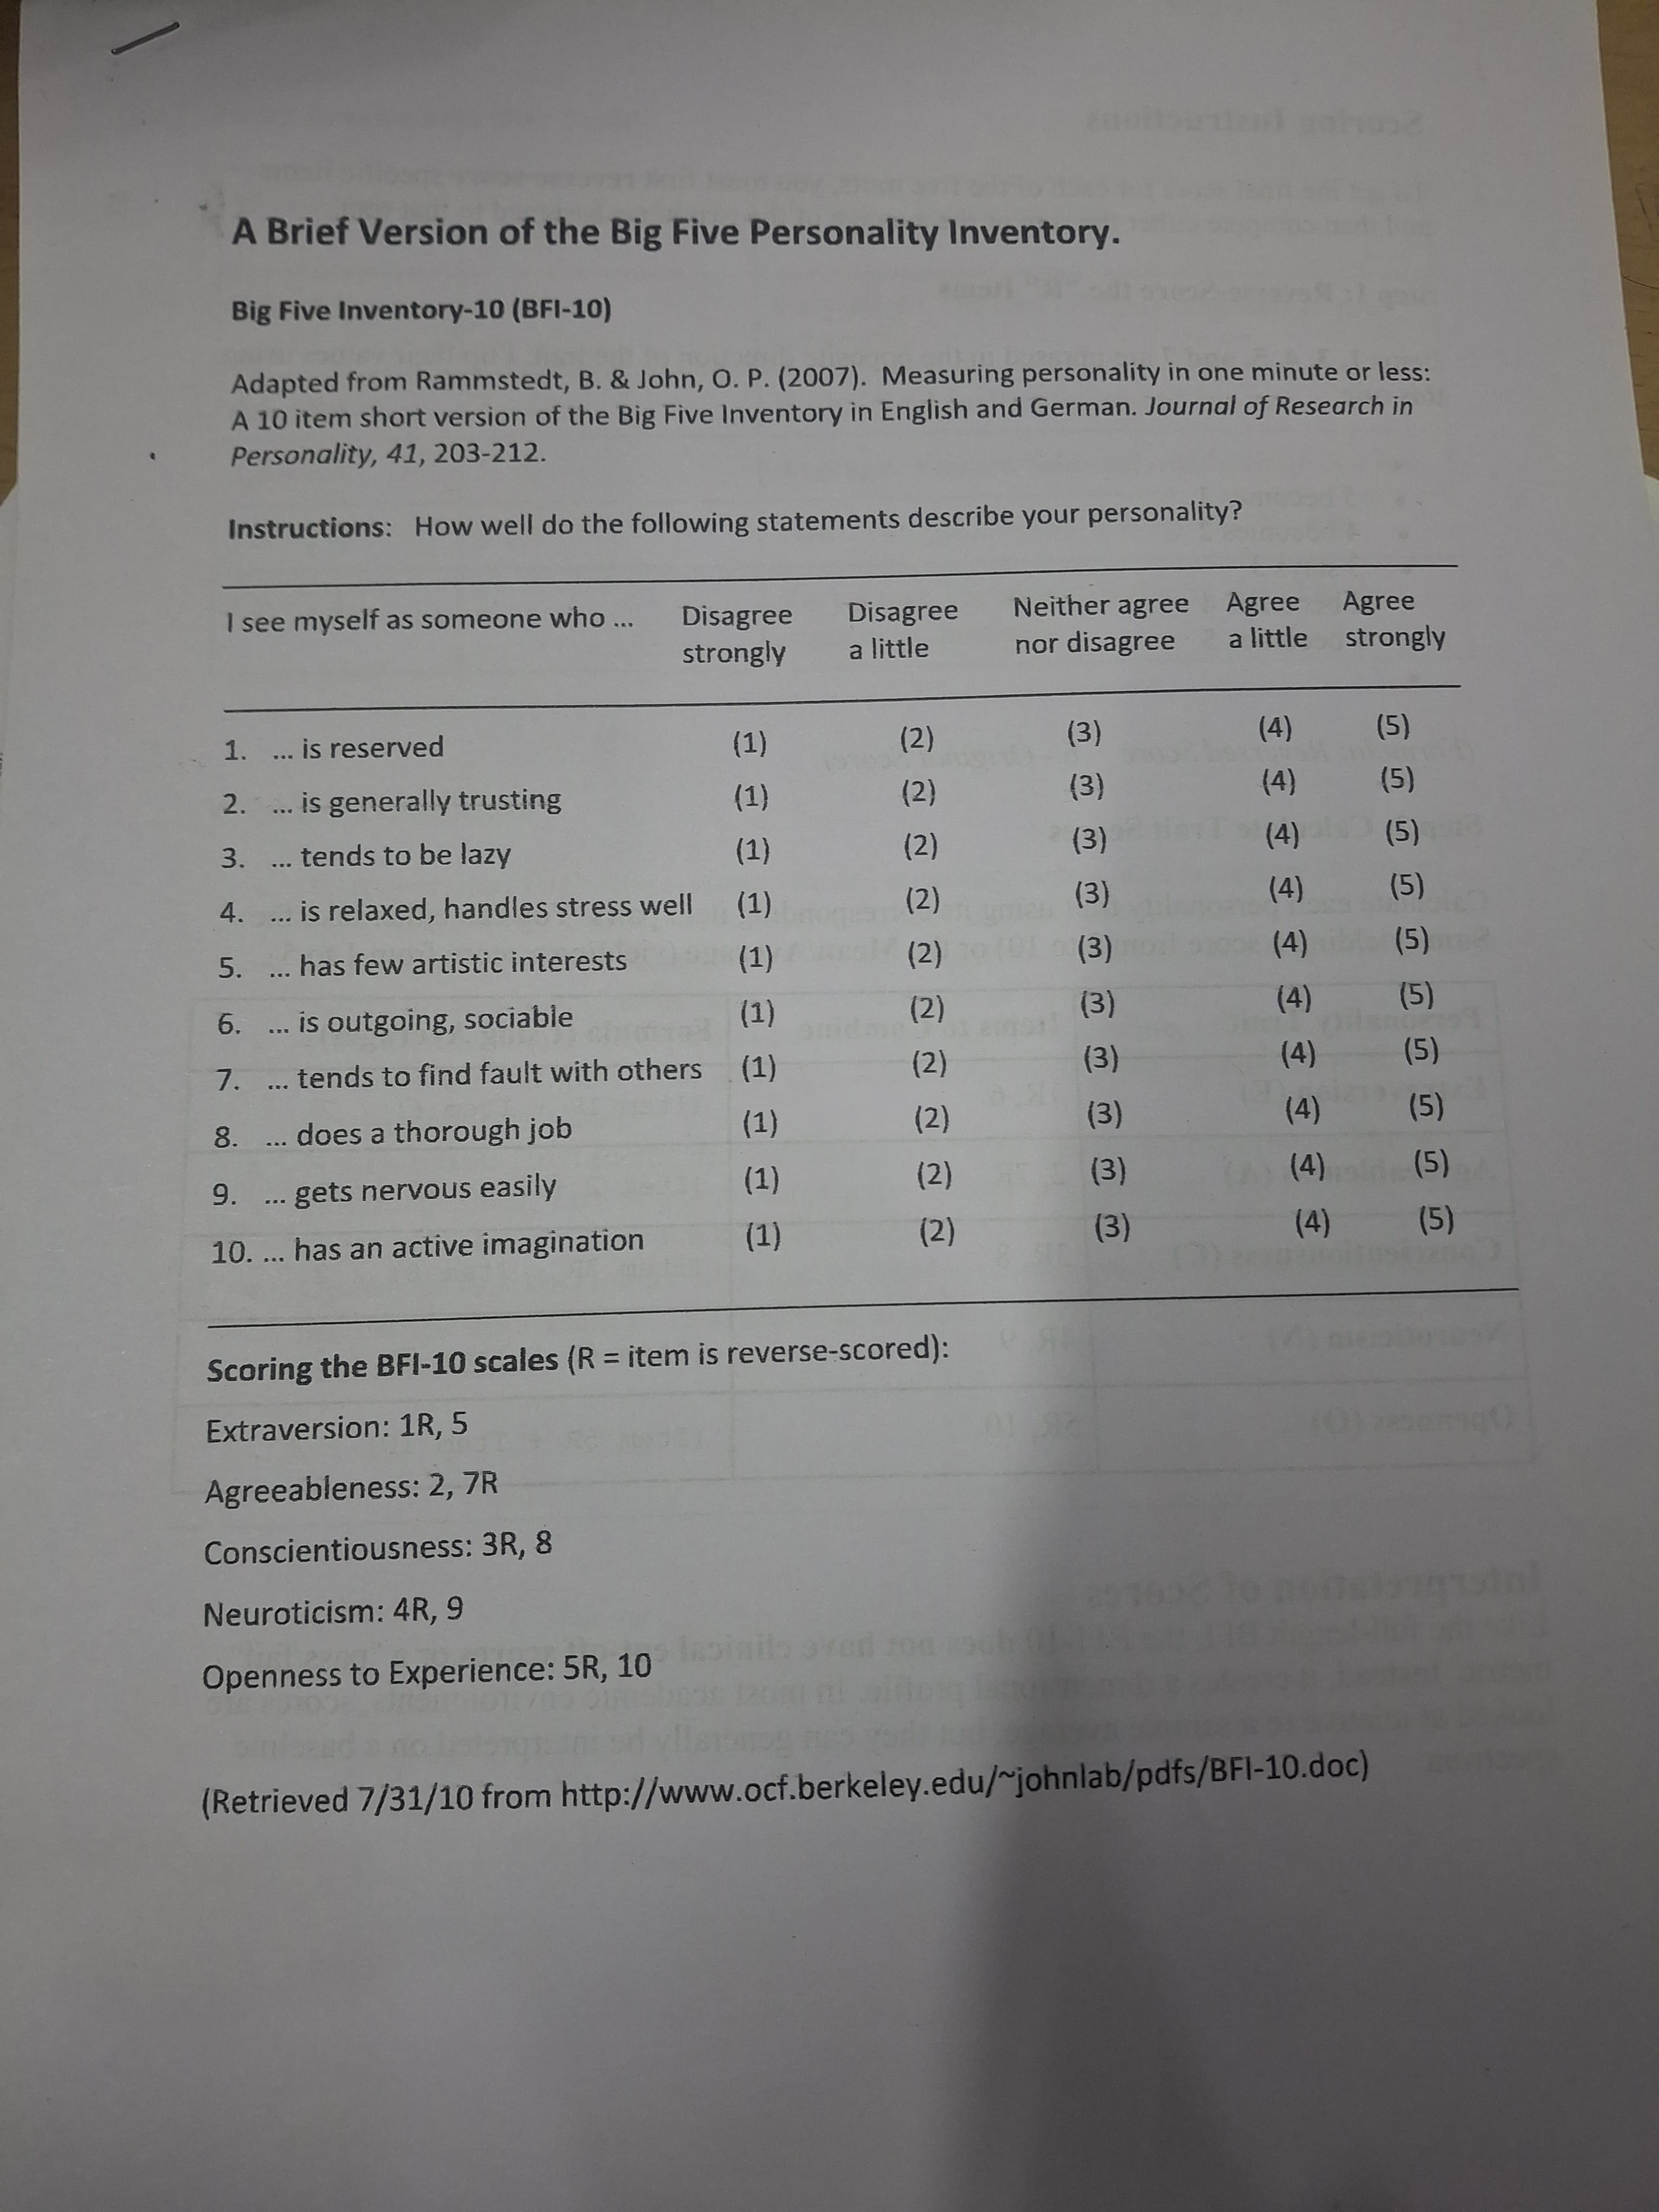 A Brief Version of the Big Five Personality Inventory.
Big Five Inventory-10 (BFI-10)
Adapted from Rammstedt, B. & John, O. P. (2007). Measuring personality in one minute or less:
A 10 item short version of the Big Five Inventory in English and German. Journal of Research in
Personality, 41, 203-212.
Instructions: How well do the following statements describe your personality?
I see myself as someone who ... Disagree strongly Disagree a little Neither agree nor disagree Agree a little Agree strongly
1. ... is reserved (1) (2) (3) (4) (5)
2. ... is generally trusting (1) (2) (3) (4) (5)
3. ... tends to be lazy (1) (2) (3) (4) (5)
4. ... is relaxed, handles stress well (1) (2) (3) (4) (5)
5. ... has few artistic interests (1) (2) (3) (4) (5)
6. ... is outgoing, sociable (1) (2) (3) (4) (5)
7. ... tends to find fault with others (1) (2) (3) (4) (5)
8. ... does a thorough job (1) (2) (3) (4) (5)
9. ... gets nervous easily (1) (2) (3) (4) (5)
10. ... has an active imagination (1) (2) (3) (4) (5)
Scoring the BFI-10 scales (R = item is reverse-scored):
Extraversion: 1R, 5
Agreeableness: 2, 7R
Conscientiousness: 3R, 8
Neuroticism: 4R, 9
Openness to Experience: 5R, 10
(Retrieved 7/31/10 from http://www.ocf.berkeley.edu/~johnlab/pdfs/BFI-10.doc)